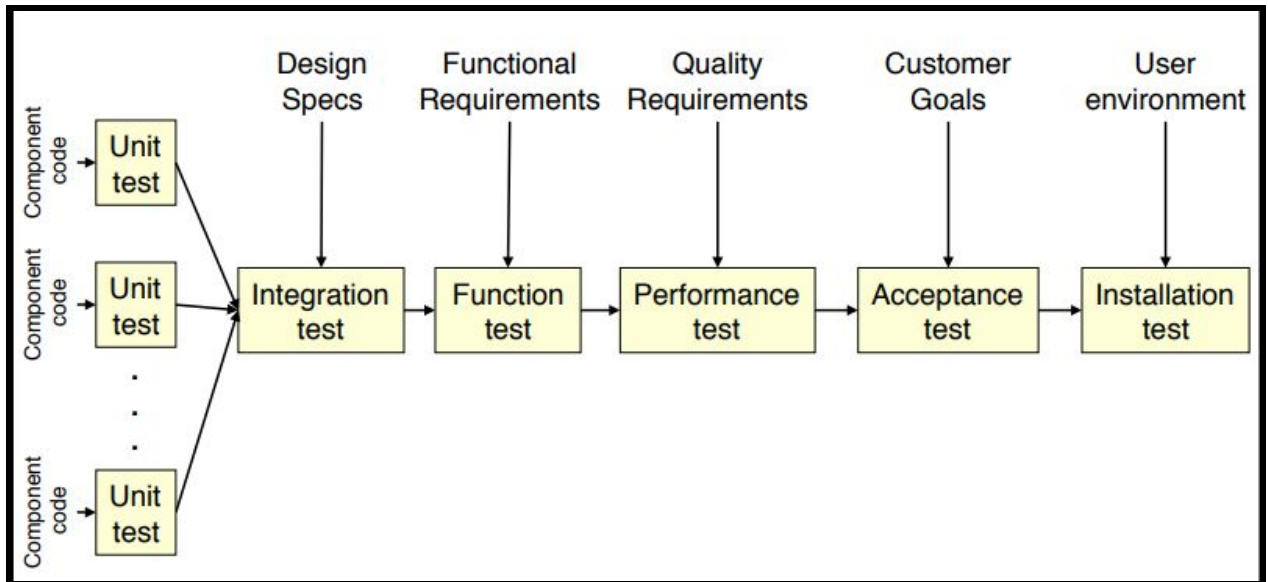 Design
Specs
Functional
Requirements
Quality
Requirements
Customer
Goals
User
environment
Component
code
Unit
test
Component
code
Unit
test
Integration
test
Function
test
Performance
test
Acceptance
test
Installation
test
.
.
.
Component
code
Unit
test